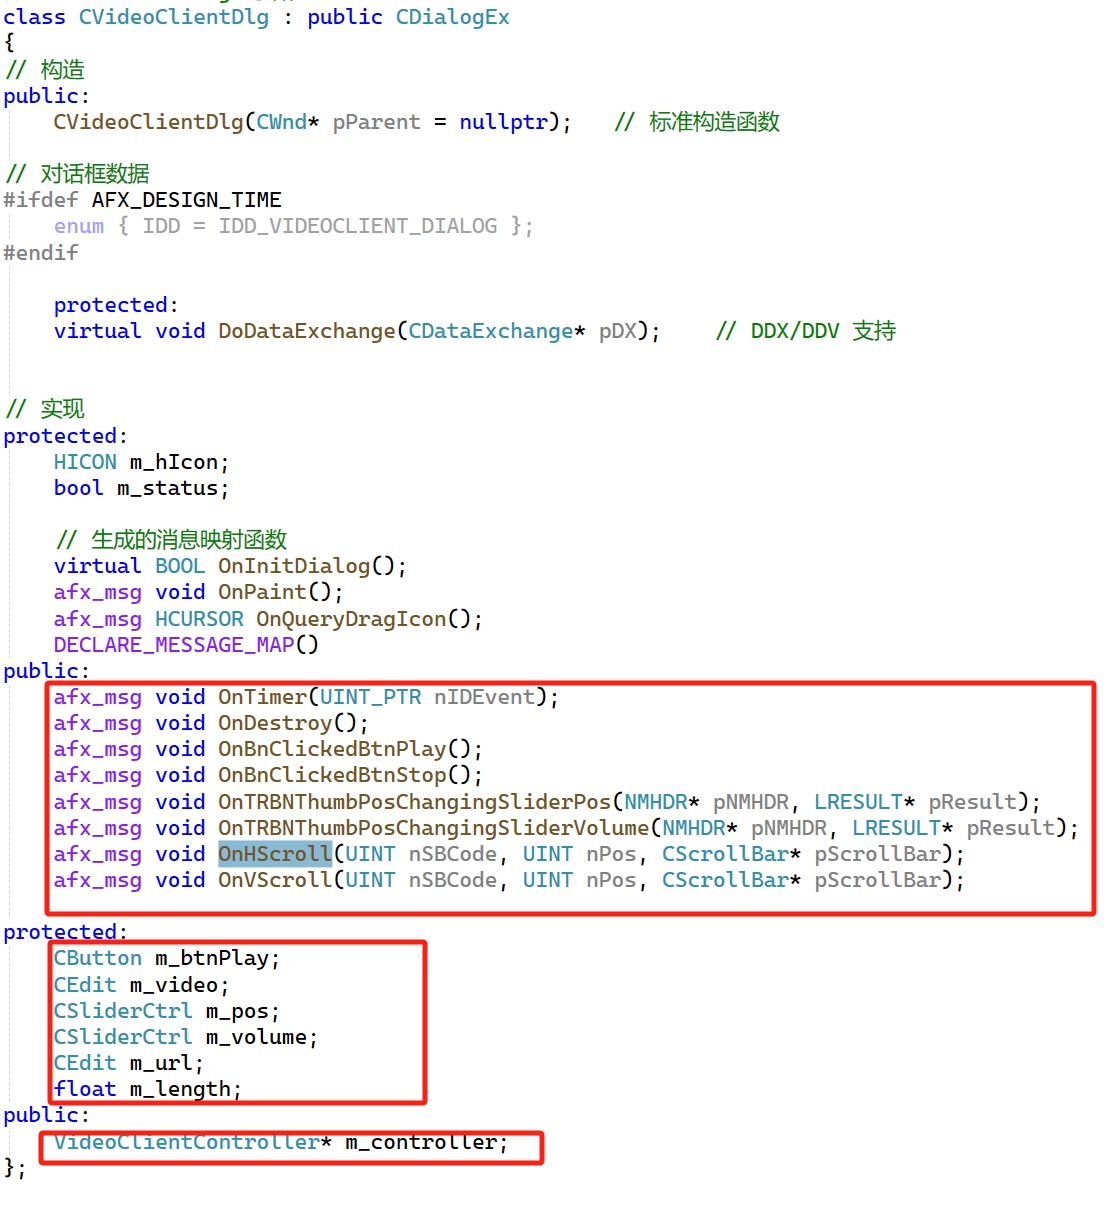 class CVideoClientDlg : public CDialogEx
{
// 构造
public:
    CVideoClientDlg(CWnd* pParent = nullptr);   // 标准构造函数
// 对话框数据
#ifdef AFX_DESIGN_TIME
    enum { IDD = IDD_VIDEOCLIENT_DIALOG };
#endif
    protected:
    virtual void DoDataExchange(CDataExchange* pDX);    // DDX/DDV 支持
// 实现
protected:
    HICON m_hIcon;
    bool m_status;
    // 生成的消息映射函数
    virtual BOOL OnInitDialog();
    afx_msg void OnPaint();
    afx_msg HCURSOR OnQueryDragIcon();
    DECLARE_MESSAGE_MAP()
public:
    afx_msg void OnTimer(UINT_PTR nIDEvent);
    afx_msg void OnDestroy();
    afx_msg void OnBnClickedBtnPlay();
    afx_msg void OnBnClickedBtnStop();
    afx_msg void OnTRBNThumbPosChangingSliderPos(NMHDR* pNMHDR, LRESULT* pResult);
    afx_msg void OnTRBNThumbPosChangingSliderVolume(NMHDR* pNMHDR, LRESULT* pResult);
    afx_msg void OnHScroll(UINT nSBCode, UINT nPos, CScrollBar* pScrollBar);
    afx_msg void OnVScroll(UINT nSBCode, UINT nPos, CScrollBar* pScrollBar);
protected:
    CButton m_btnPlay;
    CEdit m_video;
    CSliderCtrl m_pos;
    CSliderCtrl m_volume;
    CEdit m_url;
    float m_length;
public:
    VideoClientController* m_controller;
};